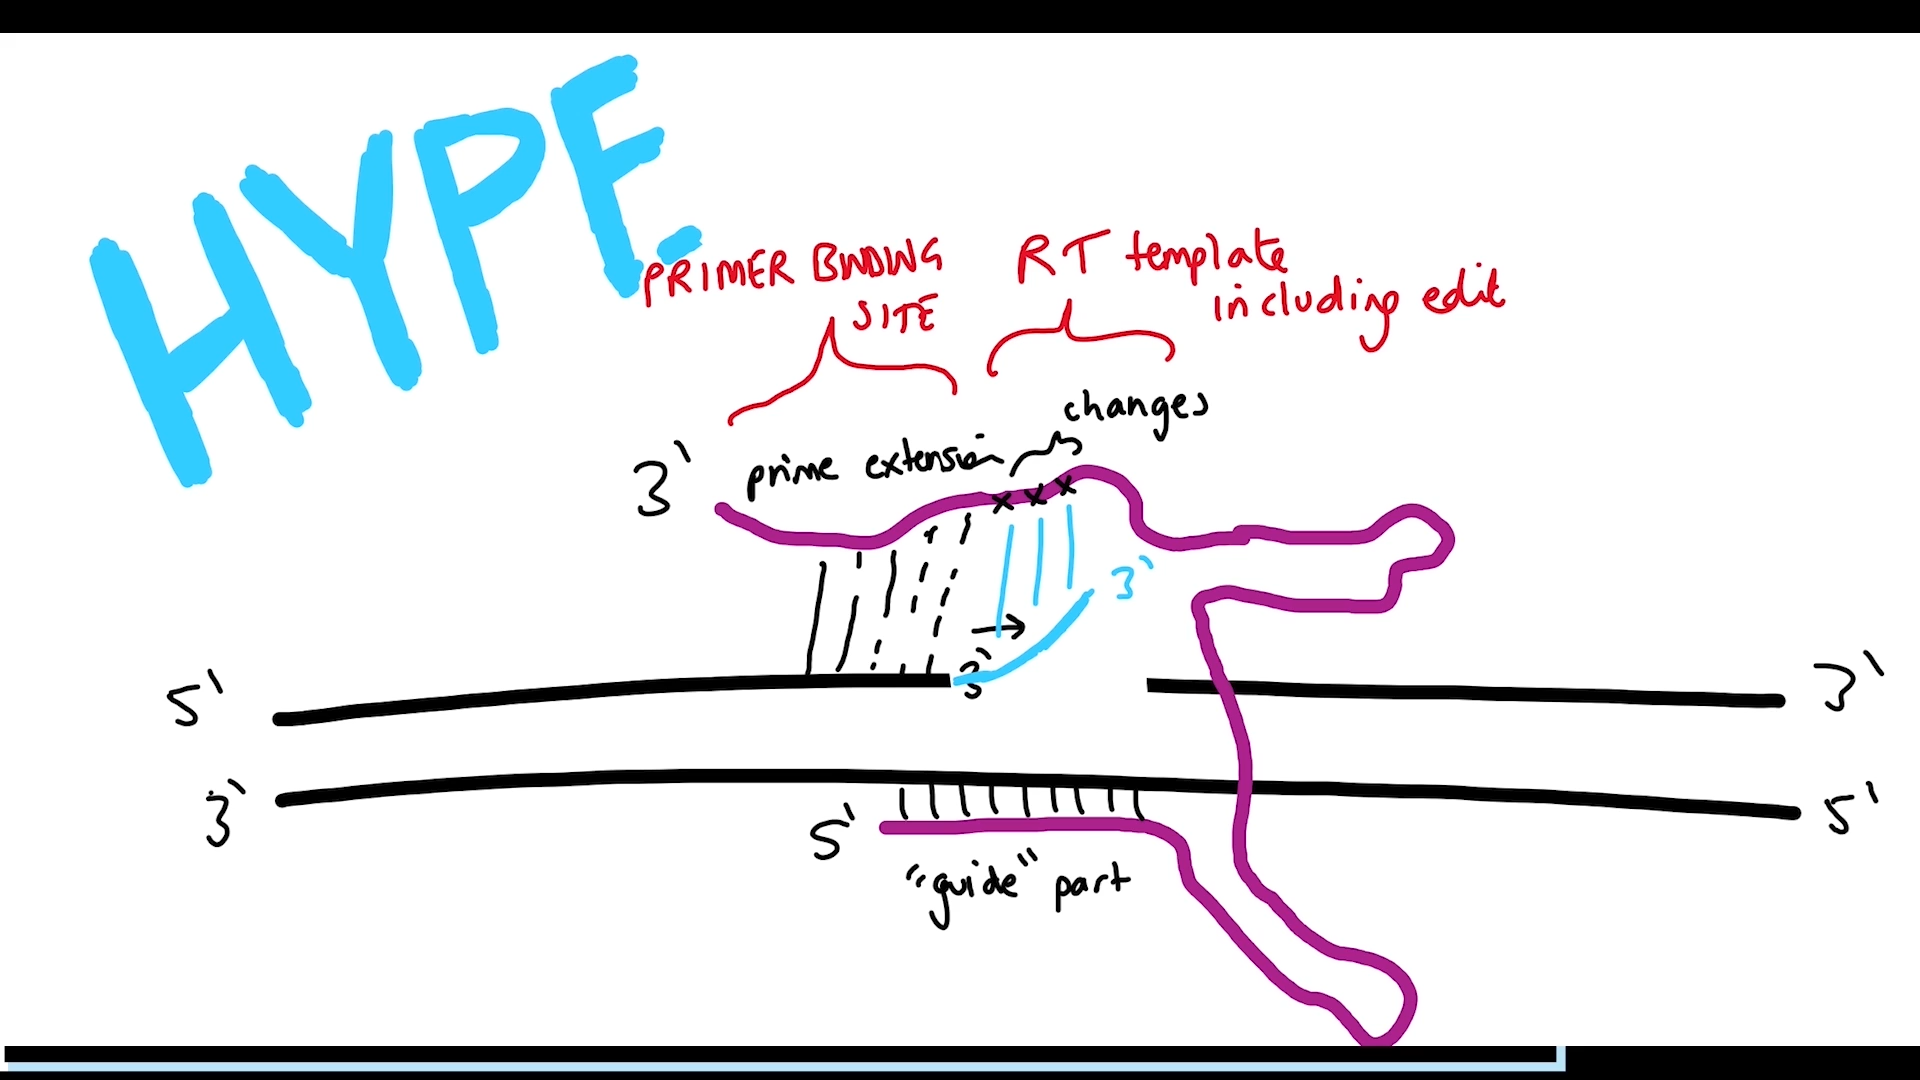 HYPE.
PRIMER BINDING
SITE
RT template
including edit
changes
3'
prime extension
3'
3'
5'
3'
3'
5'
5'
"guide" part